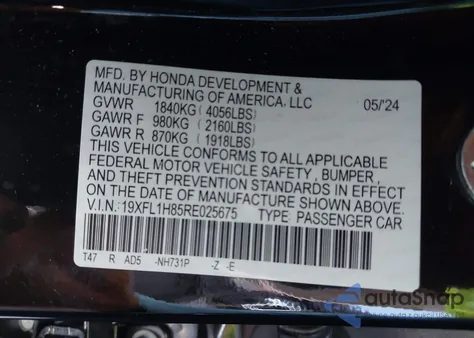 MFD. BY HONDA DEVELOPMENT &
MANUFACTURING OF AMERICA, LLC
GVWR 1840KG (4056LBS) 05/'24
GAWR F 980KG (2160LBS)
GAWR R 870KG (1918LBS)
THIS VEHICLE CONFORMS TO ALL APPLICABLE
FEDERAL MOTOR VEHICLE SAFETY, BUMPER,
AND THEFT PREVENTION STANDARDS IN EFFECT
ON THE DATE OF MANUFACTURE SHOWN ABOVE.
V.I.N.: 19XFL1H85RE025675 TYPE: PASSENGER CAR
T47 R AD5 -NH731P -Z -E
autoSnap